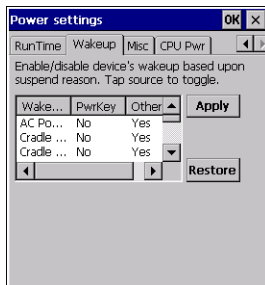 Power settings OK ×
RunTime Wakeup Misc CPU Pwr
Enable/disable device's wakeup based upon
suspend reason. Tap source to toggle.
Wake... PwrKey Other
AC Po... No Yes
Cradle ... No Yes
Cradle ... No Yes
Apply
Restore